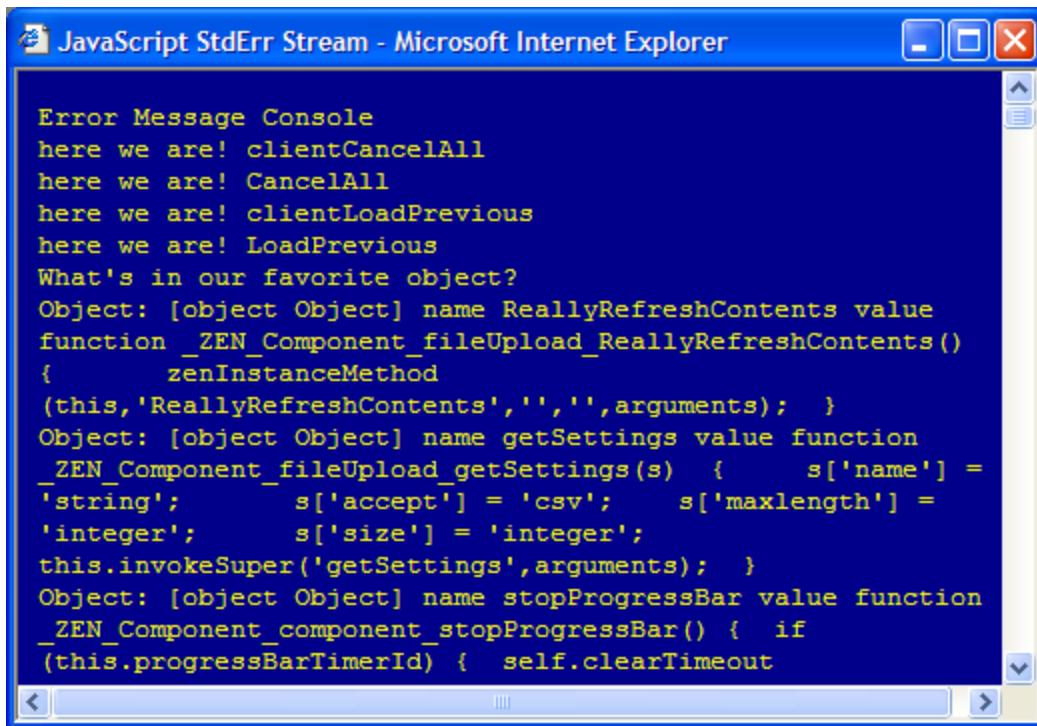 JavaScript StdErr Stream - Microsoft Internet Explorer
Error Message Console
here we are! clientCancelAll
here we are! CancelAll
here we are! clientLoadPrevious
here we are! LoadPrevious
What's in our favorite object?
Object: [object Object] name ReallyRefreshContents value
function _ZEN_Component_fileUpload_ReallyRefreshContents()
{        zenInstanceMethod
(this,'ReallyRefreshContents','','',arguments);  }
Object: [object Object] name getSettings value function
_ZEN_Component_fileUpload_getSettings(s)  {     s['name'] =
'string';       s['accept'] = 'csv';    s['maxlength'] =
'integer';      s['size'] = 'integer';
this.invokeSuper('getSettings',arguments);  }
Object: [object Object] name stopProgressBar value function
_ZEN_Component_component_stopProgressBar() {  if
(this.progressBarTimerId) {  self.clearTimeout